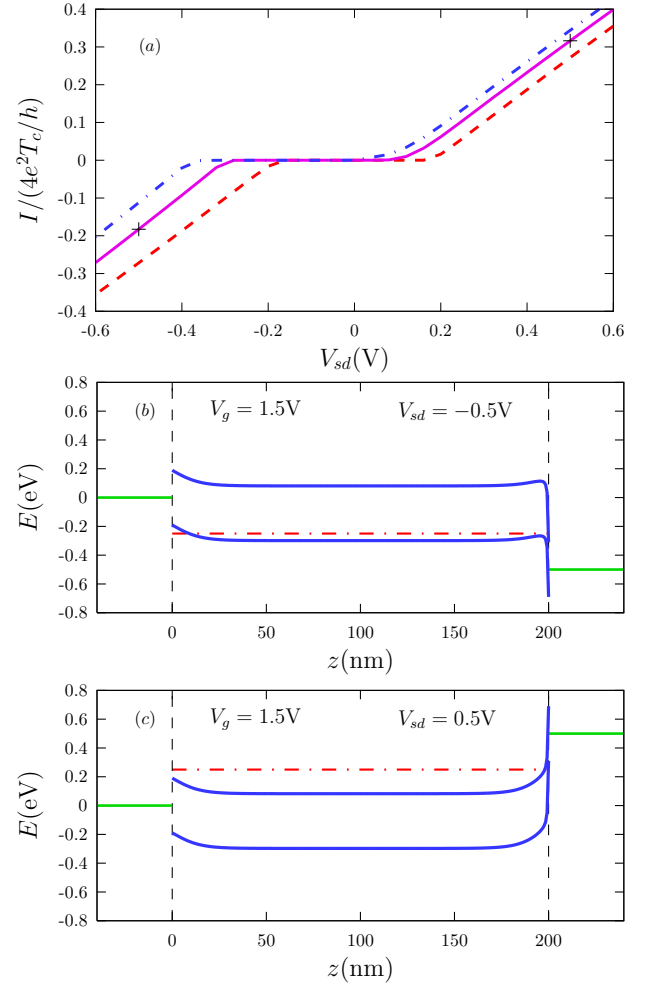 0.4
0.3
0.2
0.1
0
-0.1
-0.2
-0.3
-0.4
I/(4e²T_c/h)
(a)
-0.6 -0.4 -0.2 0 0.2 0.4 0.6
V_sd(V)
0.8
0.6
0.4
0.2
0
-0.2
-0.4
-0.6
-0.8
E(eV)
(b) V_g = 1.5V V_sd = −0.5V
0 50 100 150 200
z(nm)
0.8
0.6
0.4
0.2
0
-0.2
-0.4
-0.6
-0.8
E(eV)
(c) V_g = 1.5V V_sd = 0.5V
0 50 100 150 200
z(nm)